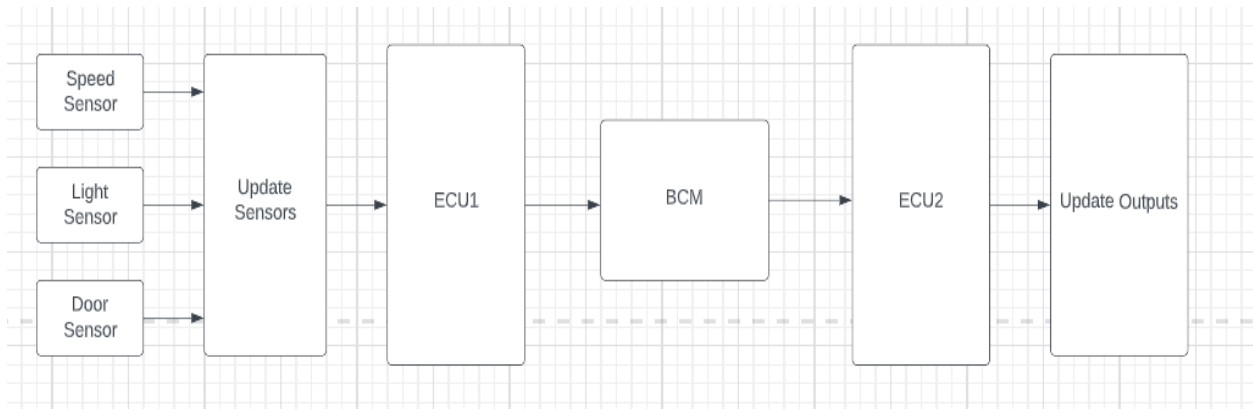 Speed
Sensor
Light
Sensor
Door
Sensor
Update
Sensors
ECU1
BCM
ECU2
Update Outputs